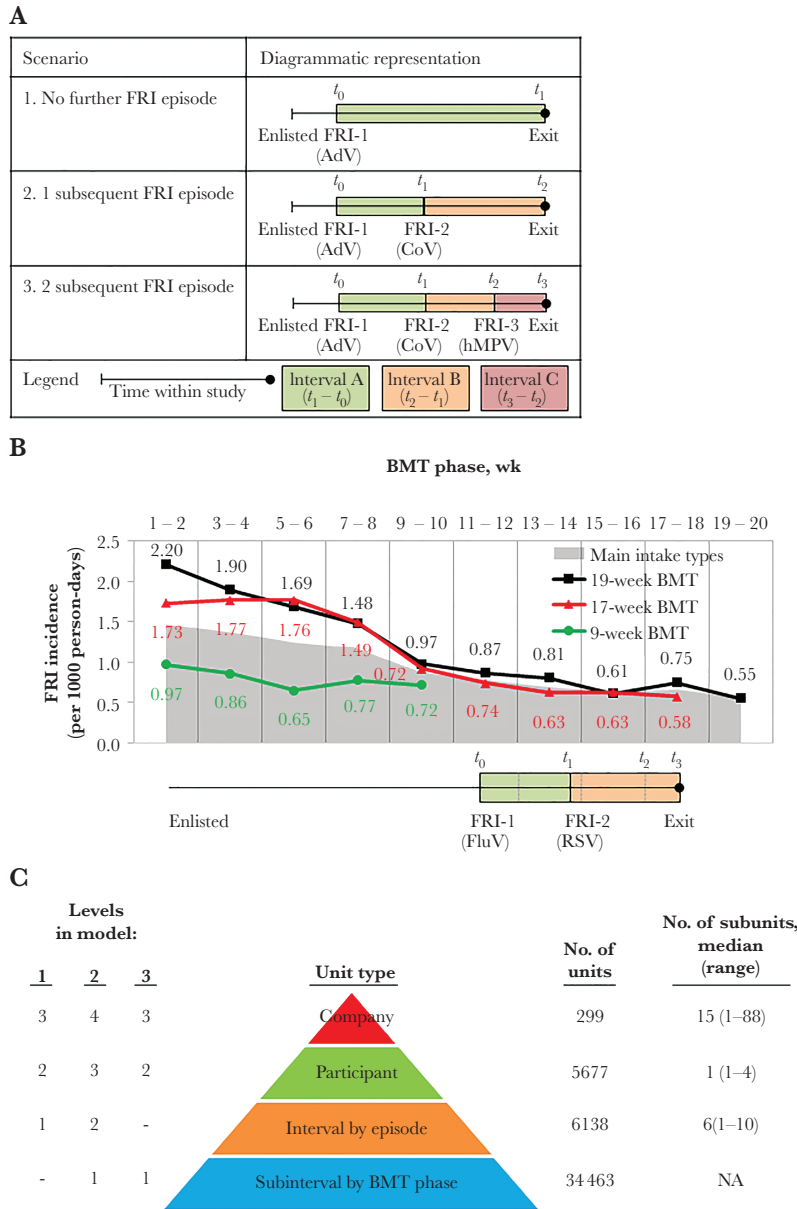 A
Scenario Diagrammatic representation
1. No further FRI episode
t0 t1
Enlisted FRI-1 Exit
(AdV)
2. 1 subsequent FRI episode
t0 t1 t2
Enlisted FRI-1 FRI-2 Exit
(AdV) (CoV)
3. 2 subsequent FRI episode
t0 t1 t2 t3
Enlisted FRI-1 FRI-2 FRI-3 Exit
(AdV) (CoV) (hMPV)
Legend Time within study
Interval A
(t1 – t0)
Interval B
(t2 – t1)
Interval C
(t3 – t2)
B
BMT phase, wk
1 – 2 3 – 4 5 – 6 7 – 8 9 – 10 11 – 12 13 – 14 15 – 16 17 – 18 19 – 20
FRI incidence
(per 1000 person-days)
2.5
2.0
1.5
1.0
0.5
0.0
Main intake types
19-week BMT
17-week BMT
9-week BMT
2.20 1.90 1.69 1.48 0.97 0.87 0.81 0.61 0.75 0.55
1.73 1.77 1.76 1.49 0.72 0.74 0.63 0.63 0.58
0.97 0.86 0.65 0.77 0.72
t0 t1 t2 t3
Enlisted FRI-1 FRI-2 Exit
(FluV) (RSV)
C
Levels
in model:
1 2 3
Unit type
No. of
units
No. of subunits,
median
(range)
3 4 3 Company 299 15 (1–88)
2 3 2 Participant 5677 1 (1–4)
1 2 - Interval by episode 6138 6(1–10)
- 1 1 Subinterval by BMT phase 34 463 NA